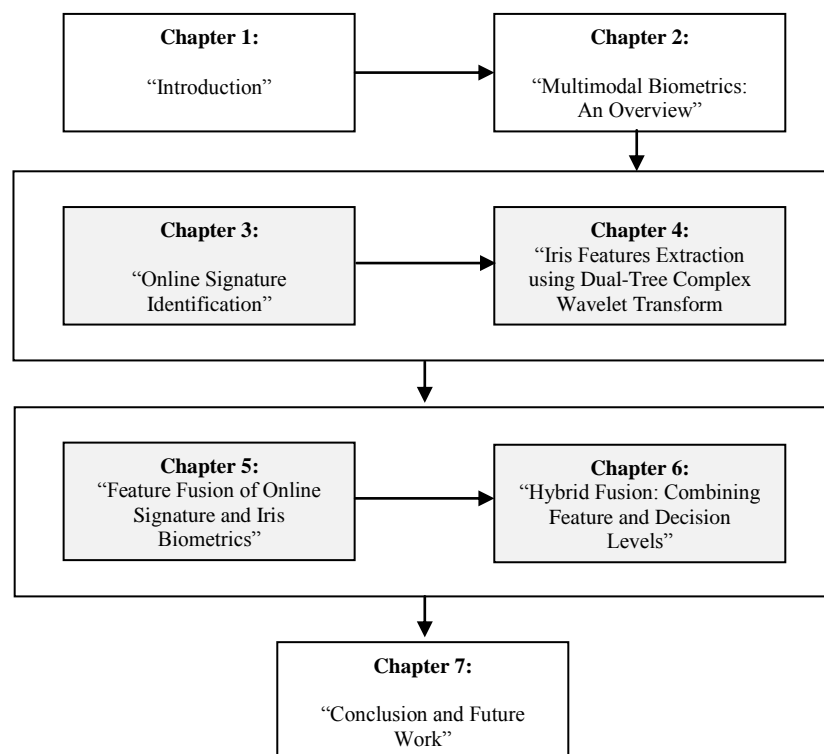 Chapter 1:
“Introduction”
Chapter 2:
“Multimodal Biometrics:
An Overview”
Chapter 3:
“Online Signature
Identification”
Chapter 4:
“Iris Features Extraction
using Dual-Tree Complex
Wavelet Transform
Chapter 5:
“Feature Fusion of Online
Signature and Iris
Biometrics”
Chapter 6:
“Hybrid Fusion: Combining
Feature and Decision
Levels”
Chapter 7:
“Conclusion and Future
Work”